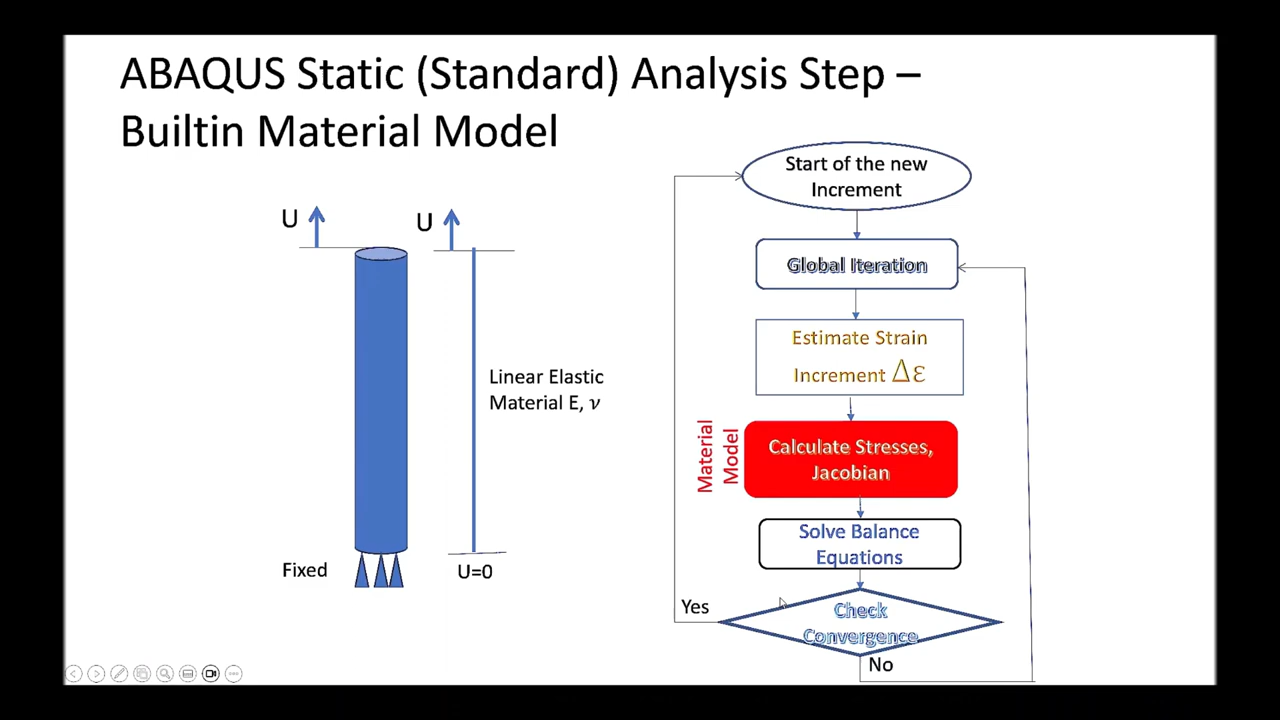 ABAQUS Static (Standard) Analysis Step –
Builtin Material Model
U
U
Linear Elastic
Material E, ν
Fixed
U=0
Start of the new
Increment
Global Iteration
Estimate Strain
Increment Δε
Material
Model
Calculate Stresses,
Jacobian
Solve Balance
Equations
Yes
Check
Convergence
No